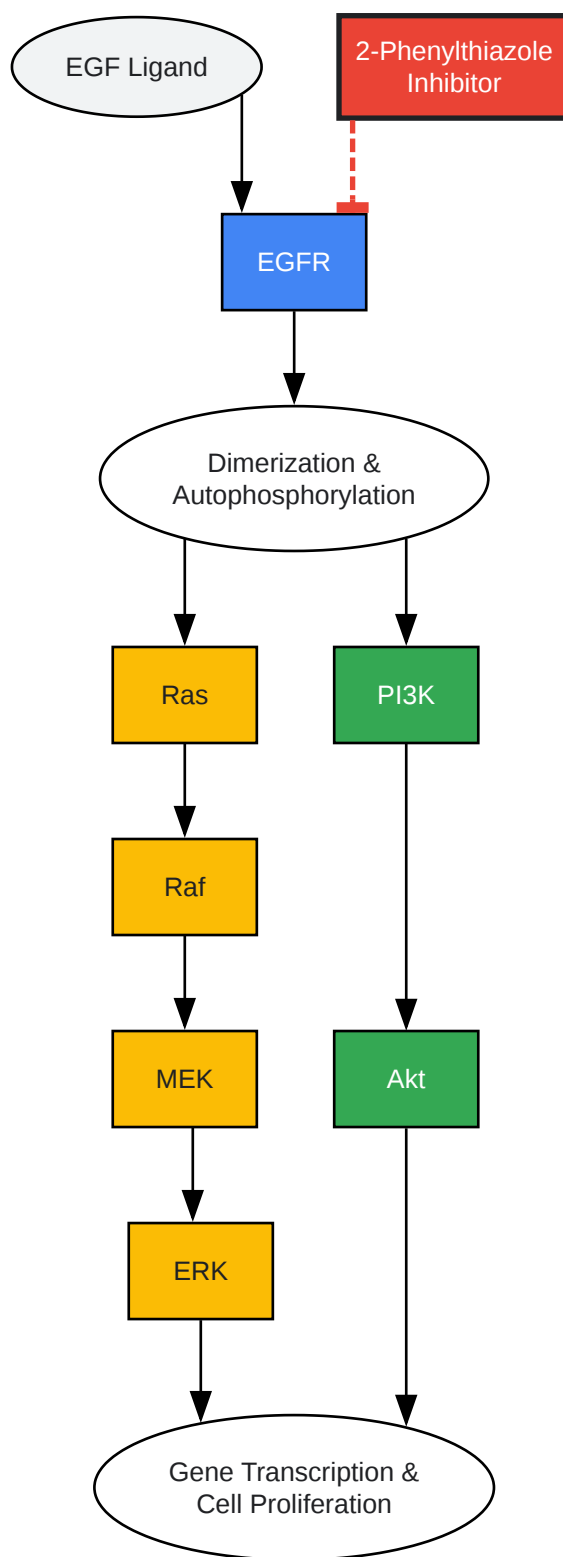 EGF Ligand
2-Phenylthiazole
Inhibitor
EGFR
Dimerization &
Autophosphorylation
Ras
PI3K
Raf
MEK
Akt
ERK
Gene Transcription &
Cell Proliferation